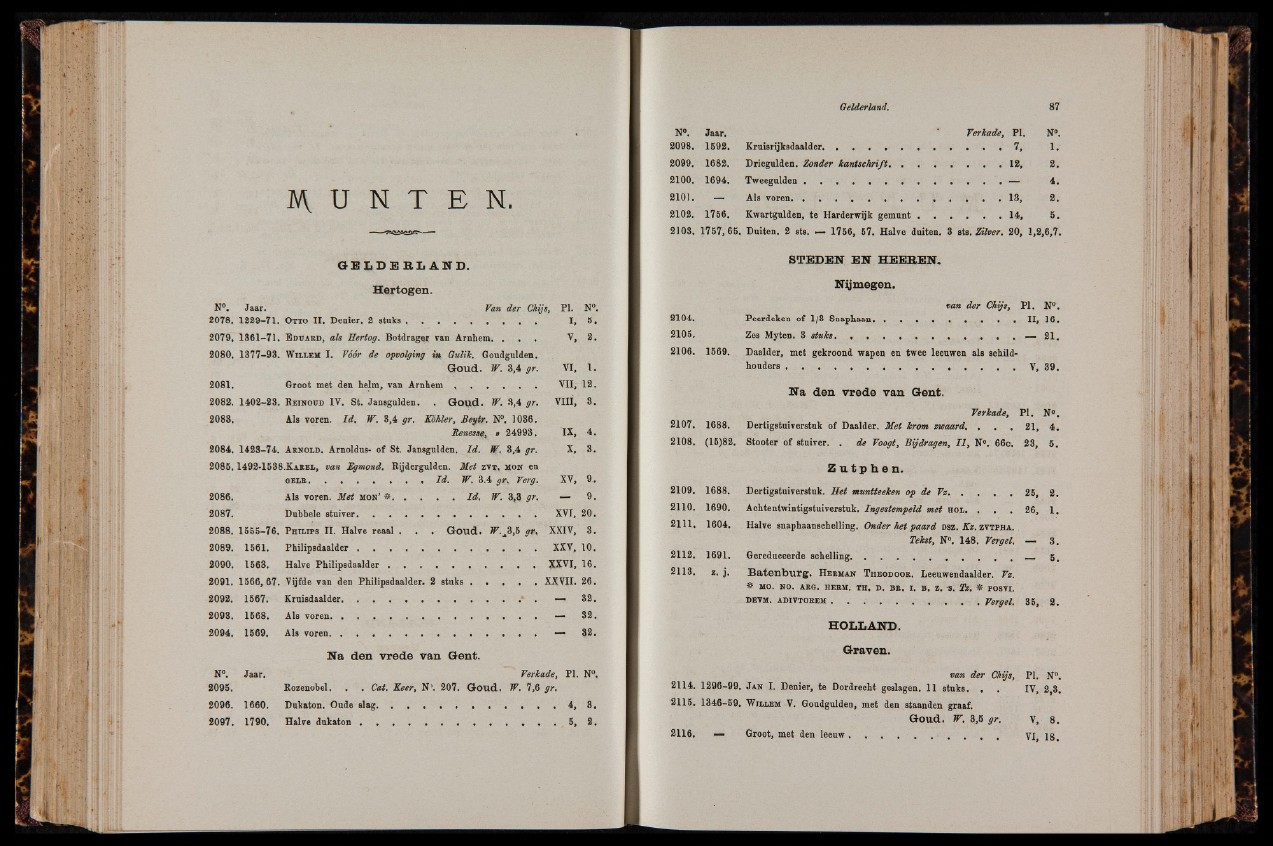 MUNTEN.
GELDERLAND.
Hertogen.
N°. Jaar. Van der Chijs, Pl. N°.
2078. 1229-71. OTTO II. Denier. 2 stuks . . . . . . . . . I, 5.
2079. 1361-71. EDUARD, als Hertog. Botdrager van Arnhem. . . . V, 2.
2080. 1377-93. WILLEM I. Vóór de opvolging in Gulik. Goudgulden.
Goud. W. 3,4 gr. VI, 1.
2081. Groot met den helm, van Arnhem . . . . . . VII, 12.
2082. 1402-23. REINOUD IV. St. Jansgulden. . Goud. W. 3,4 gr. VIII, 3.
2083. Als voren. Id. W. 3,4 gr. Köhler, Beytr. N°. 1036.
Renesse, „ 24993. IX, 4.
2084. 1423-74. ARNOLD. Arnoldus- of St. Jansgulden. Id. W. 3,4 gr. X, 3.
2085. 1492-1538. KAREL, van Egmond. Rijdergulden. Met ZVT. MON en
GELR. . . . . . . . Id. W. 3.4 gr. Verg. XV, 9.
2086. Als voren. Met MON' *. . . . . Id. W. 3,3 gr. — 9.
2087. Dubbele stuiver. . . . . . . . . . . . XVI, 20.
2088. 1555-76. PHILIPS II. Halve reaal . . . Goud. W. 3,5 gr. XXIV, 3.
2089. 1561. Philipsdaalder . . . . . . . . . . . . XXV, 10.
2090. 1563. Halve Philipsdaalder . . . . . . . . . . XXVI, 16.
2091. 1566, 67. Vijfde van den Philipsdaalder. 2 stuks . . . . . XXVII. 26.
2092. 1567. Kruisdaalder. . . . . . . . . . . . . — 32.
2093. 1568. Als voren. . . . . . . . . . . . . . — 32.
2094. 1569. Als voren. . . . . . . . . . . . . . — 32.
Na den vrede van Gent.
N°. Jaar. Verkade, Pl. N°.
2095. Rozenobel. . . Cat. Keer, N°. 207. Goud. W. 7,6 gr.
2096. 1660. Dukaton. Oude slag. . . . . . . . . . . . 4, 3.
2097. 1790. Halve dukaton . . . . . . . . . . . . . 5, 2.
Gelderland. 87
N°. Jaar. Verkade, Pl. N°.
2098. 1592. Kruisrijksdaalder. . . . . . . . . . . . 7, 1.
2099. 1682. Driegulden. Zonder kantschrift. . . . . . . . 12, 2.
2100. 1694. Tweegulden . . . . . . . . . . . . . — 4.
2101. — Als voren. . . . . . . . . . . . . . 13, 2.
2102. 1756. Kwartgulden, te Harderwijk gemunt . . . . . . 14, 5.
2103. 1757, 65. Duiten. 2 sts. — 1756, 57. Halve duiten. 3 sts. Zilver. 20, 1,2,6,7.
STEDEN EN HEEREN.
Nijmegen.
van der Chijs, Pl. N°.
2104. Peerdeken of 1/3 Snaphaan. . . . . . . . . . II, 16.
2105. Zes Myten. 3 stuks. . . . . . . . . . . . — 21.
2106. 1569. Daalder, met gekroond wapen en twee leeuwen als schild-
houders . . . . . . . . . . . . . . . V, 39.
Na den vrede van Gent.
Verkade, Pl. N°.
2107. 1688. Dertigstuiverstuk of Daalder. Met krom zwaard. . . . 21, 4.
2108. (15)82. Stooter of stuiver. . de Voogt, Bijdragen, II, N°. 66c. 23, 5.
Zutphen.
2109. 1688. Dertigstuiverstuk. Het muntteeken op de Vz. . . . . 25, 2.
2110. 1690. Achtentwintigstuiverstuk. Ingestempeld met HOL. . . . 26, 1.
2111. 1604. Halve snaphaanschelling. Onder het paard DSZ. Kz. ZVTPHA.
Tekst, N°. 148. Vergel. — 3.
2112. 1691. Gereduceerde schelling. . . . . . . . . . — 5.
2113. z. j. Batenburg. HERMAN THEODOOR. Leeuwendaalder. Vz.
* MO. NO. ARG. HERM. TH. D. BR. I. B. Z. S. Tz. * POSVI.
DEVM. ADIVTOREM . . . . . . . . . . Vergel. 35, 2.
HOLLAND.
Graven.
van der Chijs, Pl. N°.
2114. 1296-99. JAN I. Denier, te Dordrecht geslagen. 11 stuks. . . IV, 2,3.
2115. 1346-59. WILLEM V. Goudgulden, met den staanden graaf.
Goud. W. 3,5 gr. V, 8.
2116. — Groot, met den leeuw . . . . . . . . . VI, 18.